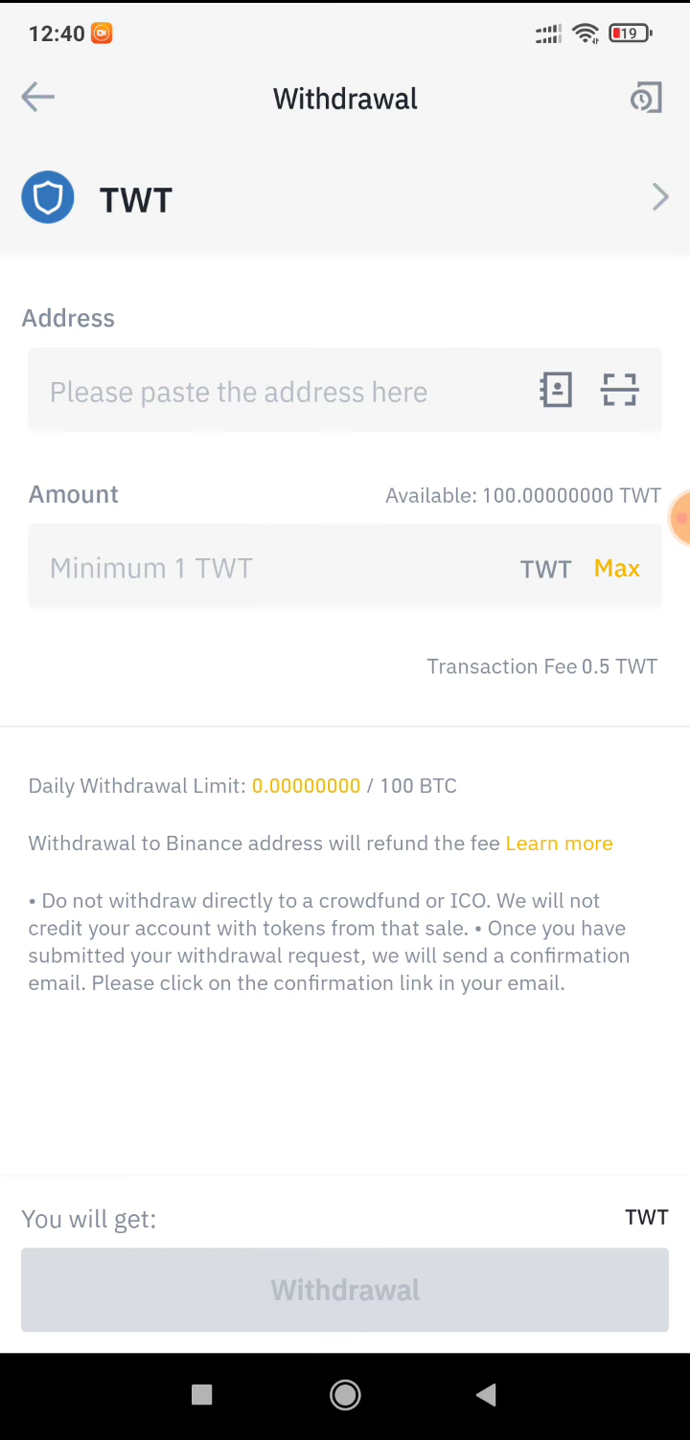 12:40
19
Withdrawal
TWT
Address
Please paste the address here
Amount
Available: 100.00000000 TWT
Minimum 1 TWT
TWT
Max
Transaction Fee 0.5 TWT
Daily Withdrawal Limit: 0.00000000 / 100 BTC
Withdrawal to Binance address will refund the fee Learn more
• Do not withdraw directly to a crowdfund or ICO. We will not
credit your account with tokens from that sale. • Once you have
submitted your withdrawal request, we will send a confirmation
email. Please click on the confirmation link in your email.
You will get:
TWT
Withdrawal